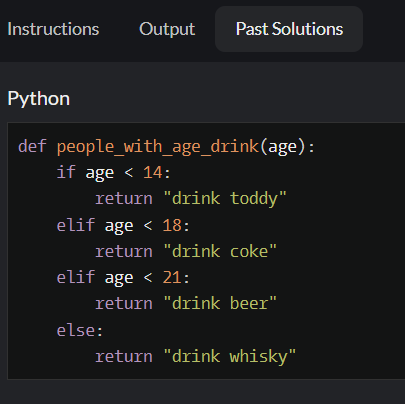 Instructions Output Past Solutions
Python
def people_with_age_drink(age):
    if age < 14:
        return "drink toddy"
    elif age < 18:
        return "drink coke"
    elif age < 21:
        return "drink beer"
    else:
        return "drink whisky"